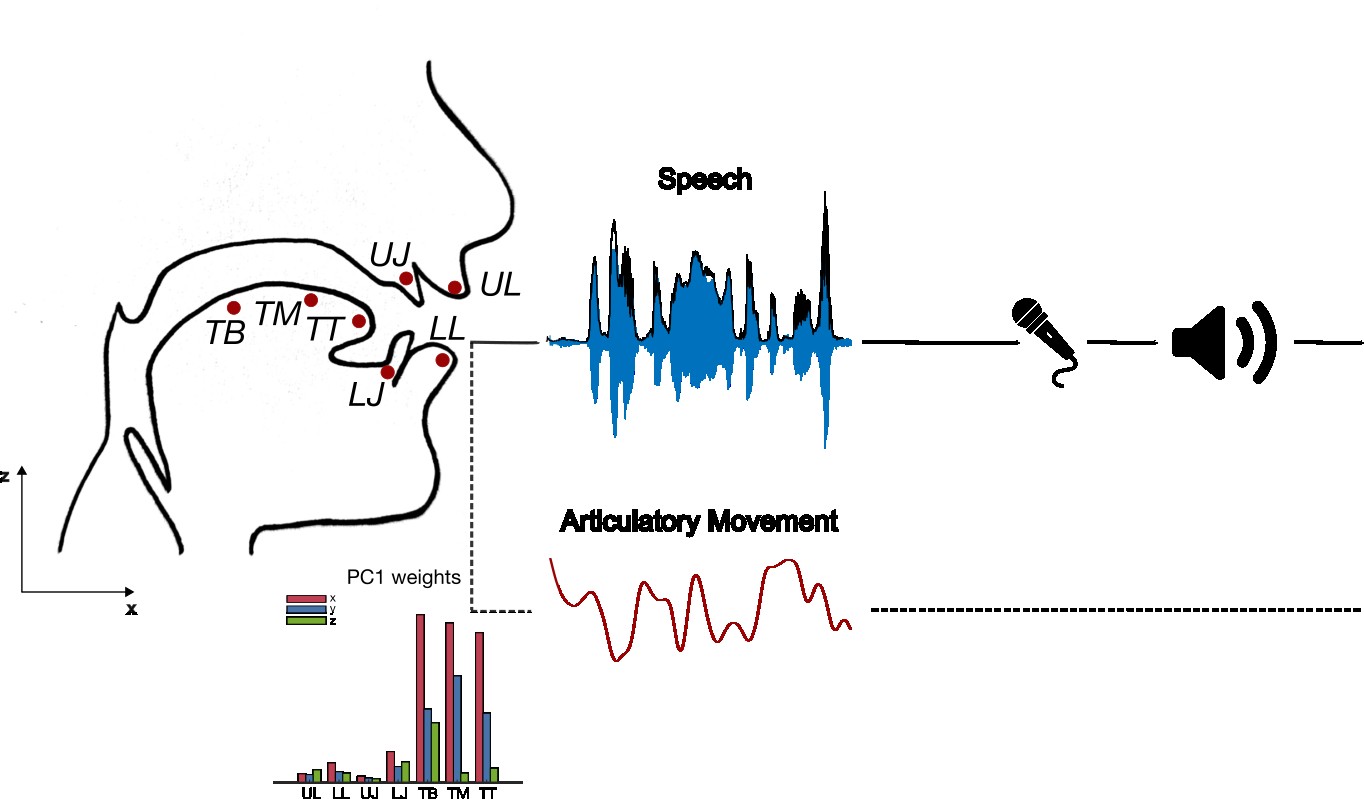 Speech
UJ
UL
TB
TM
TT
LL
LJ
z
x
Articulatory Movement
PC1 weights
x
y
z
UL LL UJ LJ TB TM TT